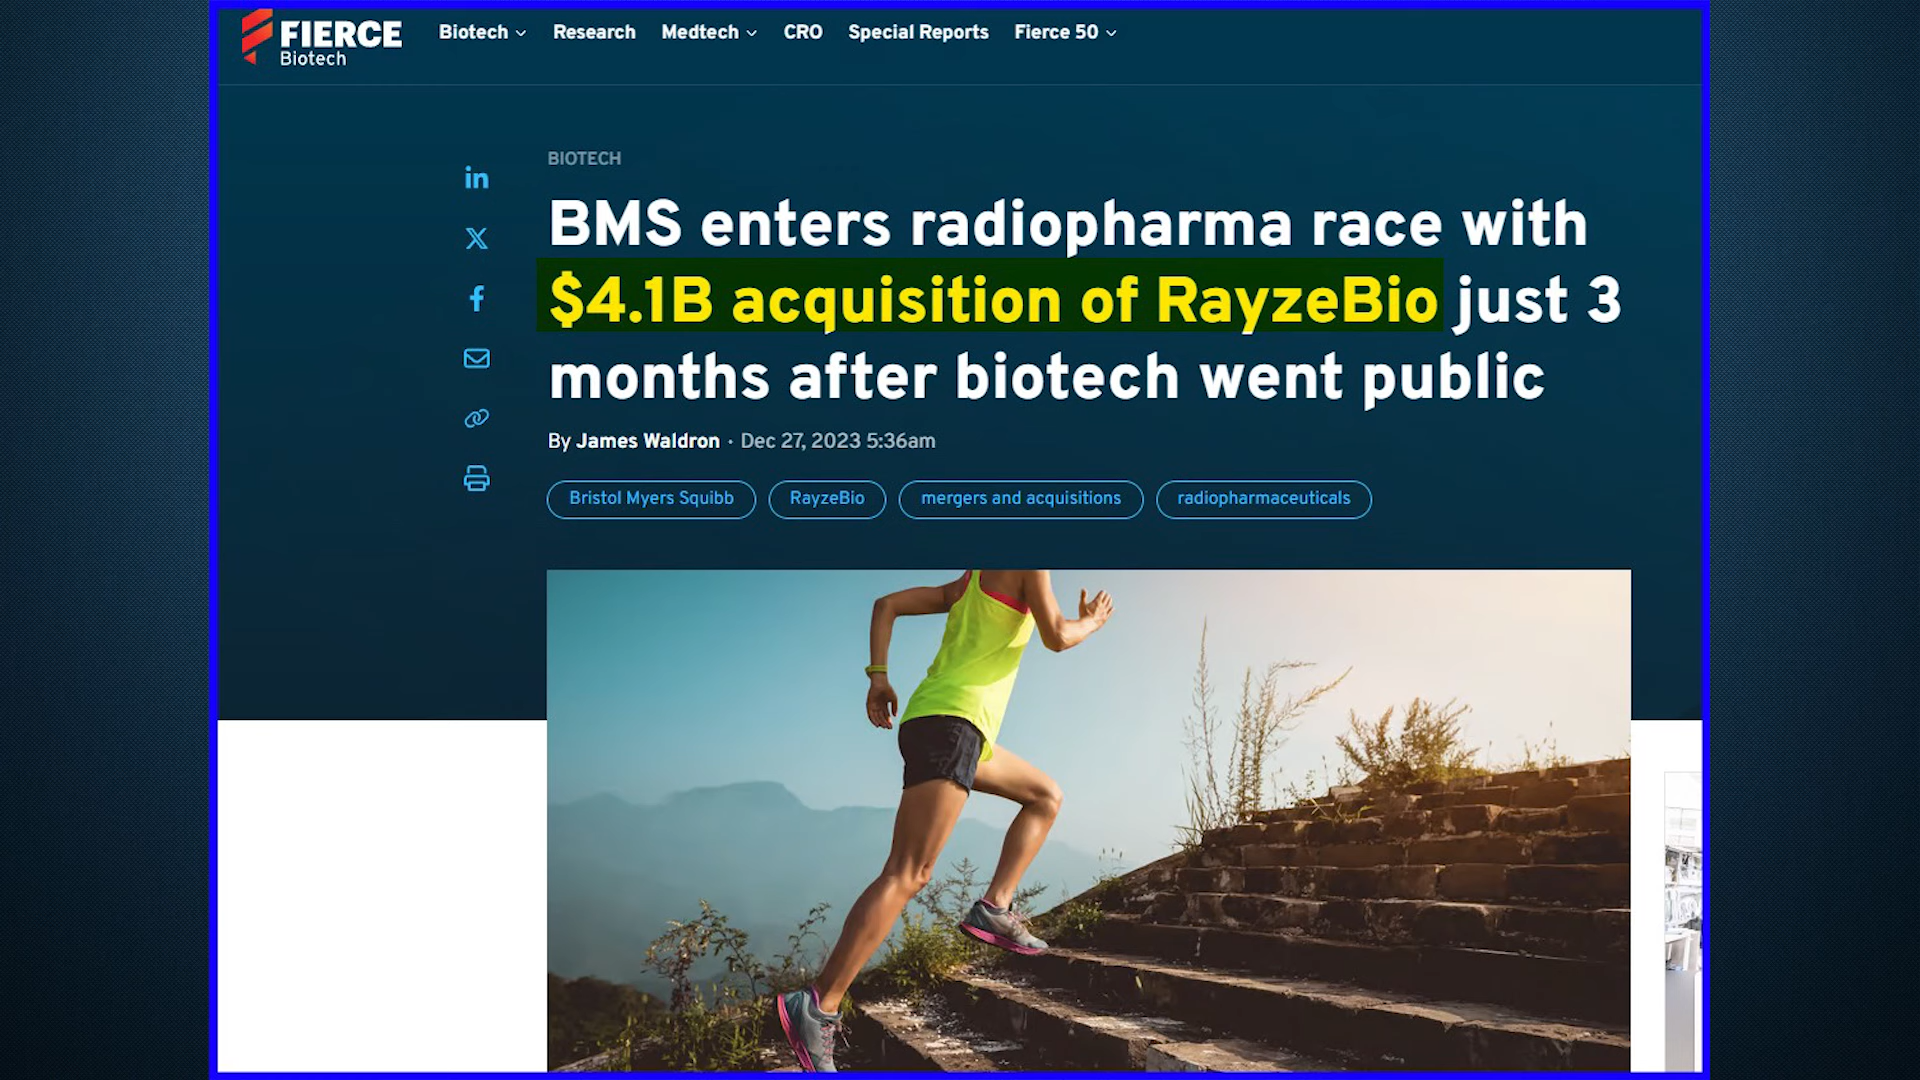 FIERCE
Biotech
Biotech
Research
Medtech
CRO
Special Reports
Fierce 50
BIOTECH
BMS enters radiopharma race with
$4.1B acquisition of RayzeBio just 3
months after biotech went public
By James Waldron · Dec 27, 2023 5:36am
Bristol Myers Squibb
RayzeBio
mergers and acquisitions
radiopharmaceuticals